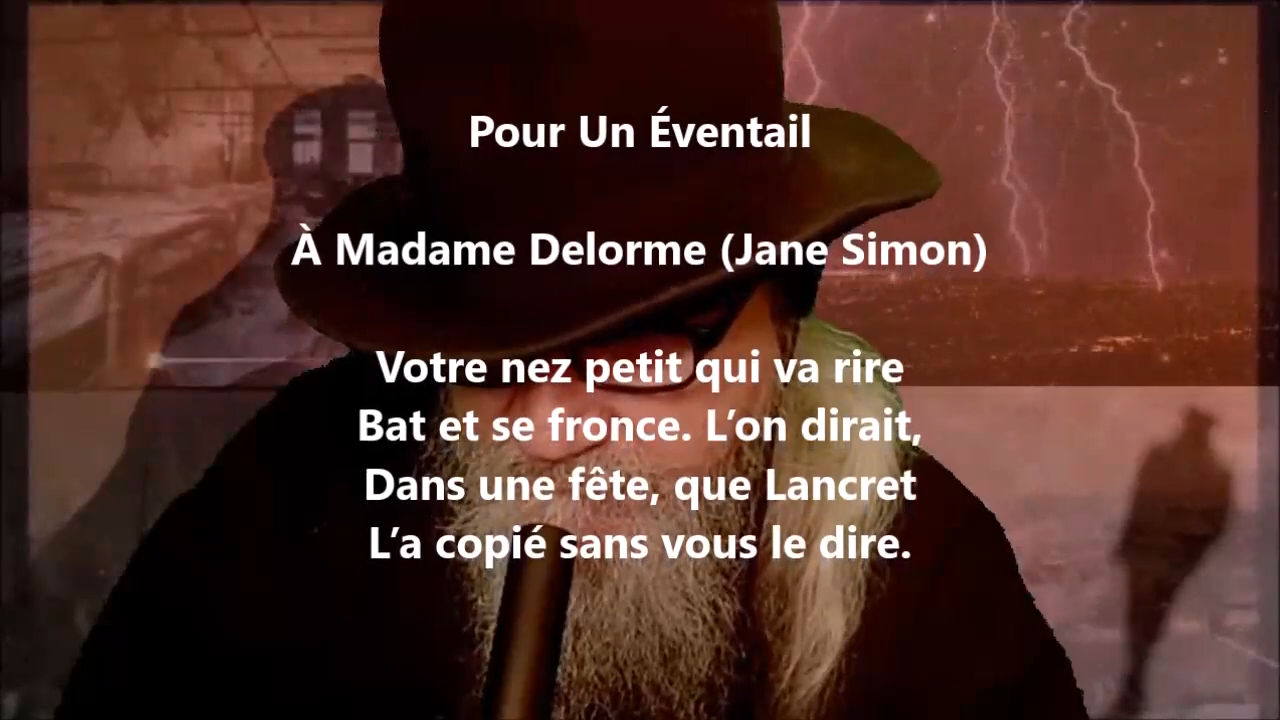 Pour Un Éventail
À Madame Delorme (Jane Simon)
Votre nez petit qui va rire
Bat et se fronce. L’on dirait,
Dans une fête, que Lancret
L’a copié sans vous le dire.